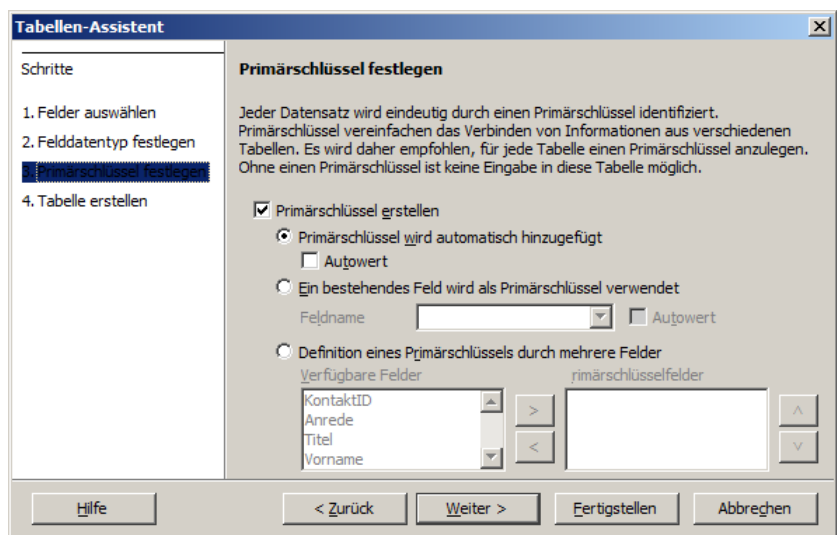 Tabellen-Assistent
Schritte
1. Felder auswählen
2. Felddatentyp festlegen
3. Primärschlüssel festlegen
4. Tabelle erstellen
Primärschlüssel festlegen
Jeder Datensatz wird eindeutig durch einen Primärschlüssel identifiziert.
Primärschlüssel vereinfachen das Verbinden von Informationen aus verschiedenen
Tabellen. Es wird daher empfohlen, für jede Tabelle einen Primärschlüssel anzulegen.
Ohne einen Primärschlüssel ist keine Eingabe in diese Tabelle möglich.
Primärschlüssel erstellen
Primärschlüssel wird automatisch hinzugefügt
Autowert
Ein bestehendes Feld wird als Primärschlüssel verwendet
Feldname Autowert
Definition eines Primärschlüssels durch mehrere Felder
Verfügbare Felder rimärschlüsselfelder
KontaktID
Anrede
Titel
Vorname
>
<
Hilfe < Zurück Weiter > Fertigstellen Abbrechen